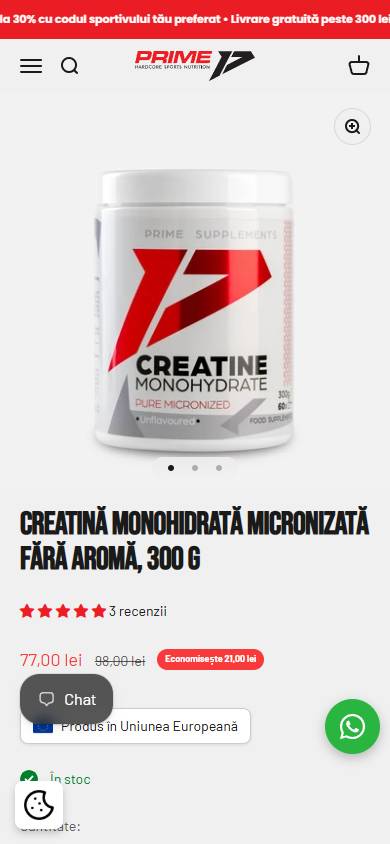 la 30% cu codul sportivului tău preferat • Livrare gratuită peste 300 lei
PRIME
HARDCORE SPORTS NUTRITION
PRIME SUPPLEMENTS
CREATINE
MONOHYDRATE
PURE MICRONIZED
•Unflavoured•
300g
60
FOOD SUPPLEMENT
CREATINĂ MONOHIDRATĂ MICRONIZATĂ
FĂRĂ AROMĂ, 300 G
3 recenzii
77,00 lei 98,00 lei Economisește 21,00 lei
Chat
Produs în Uniunea Europeană
În stoc
Cantitate: